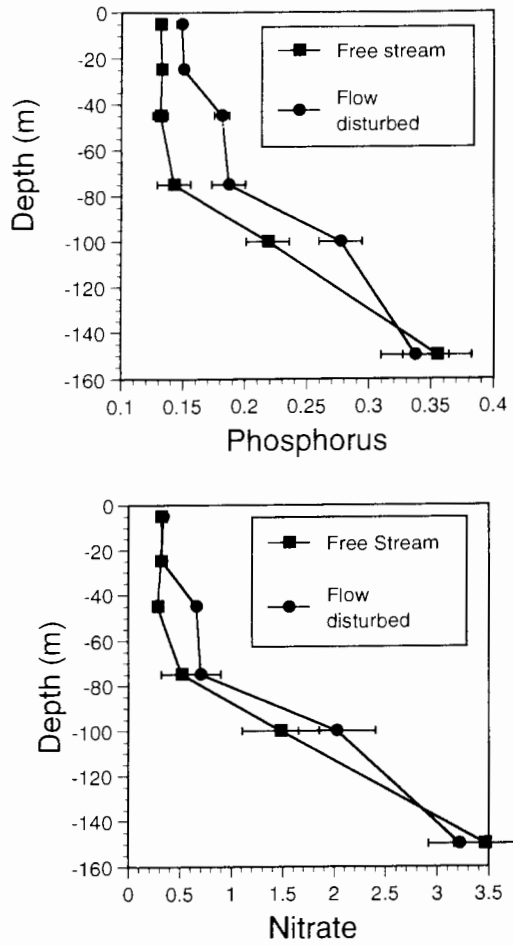 0
-20
-40
-60
-80
-100
-120
-140
-160
Depth (m)
Free stream
Flow
disturbed
0.1 0.15 0.2 0.25 0.3 0.35 0.4
Phosphorus
0
-20
-40
-60
-80
-100
-120
-140
-160
Depth (m)
Free Stream
Flow
disturbed
0 0.5 1 1.5 2 2.5 3 3.5
Nitrate